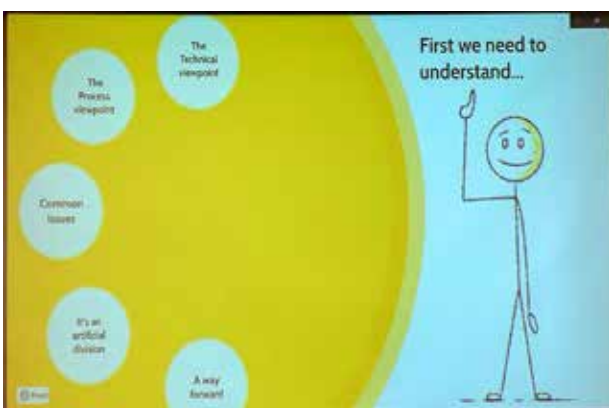 The
Technical
viewpoint
The
Process
viewpoint
Common
issues
It's an
artificial
division
A way
forward
First we need to
understand...
Prezi